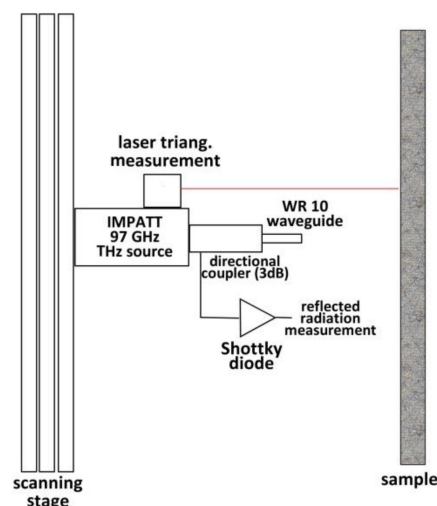 laser triang.
measurement
IMPATT
97 GHz
THz source
WR 10
waveguide
directional
coupler (3dB)
reflected
radiation
measurement
Shottky
diode
scanning
stage
sample